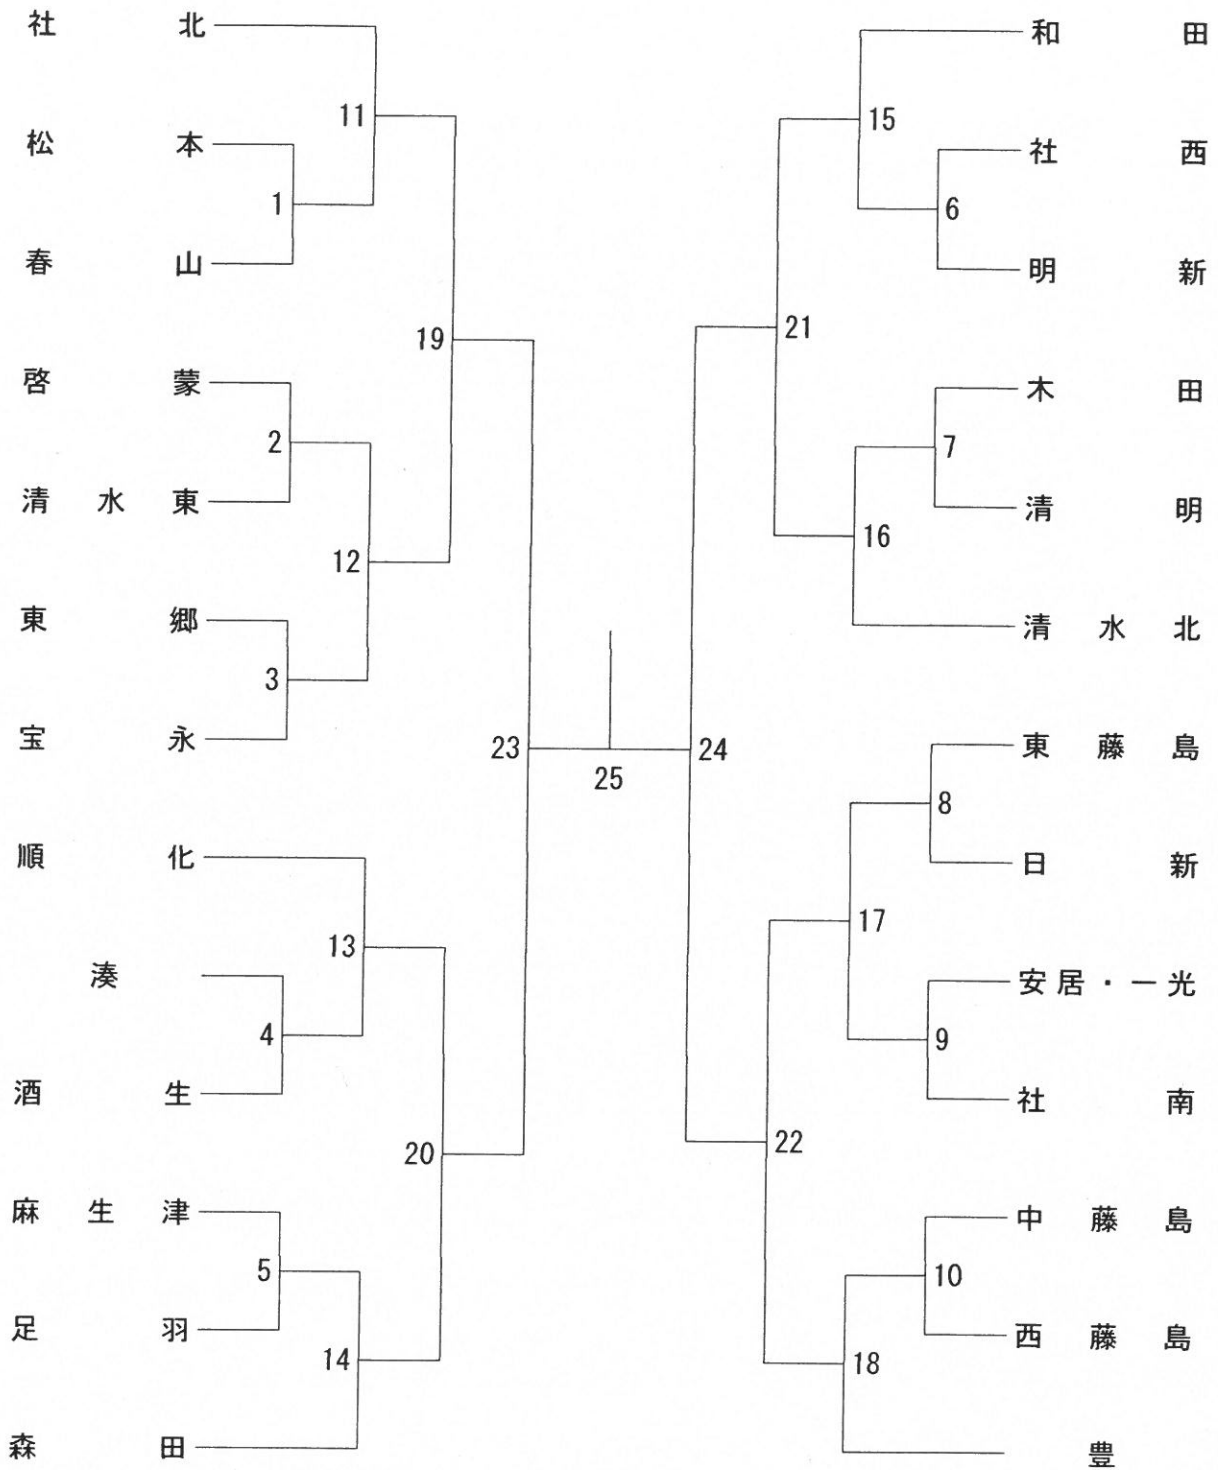 社北
松本
春山
啓蒙
清水東
東郷
宝永
順化
湊
酒生
麻生津
足羽
森田
11
1
19
2
12
3
23
25
13
4
20
5
14
和田
社西
明新
木田
清明
清水北
東藤島
日新
安居・一光
社南
中藤島
西藤島
豊
15
6
21
7
16
24
8
17
9
22
10
18